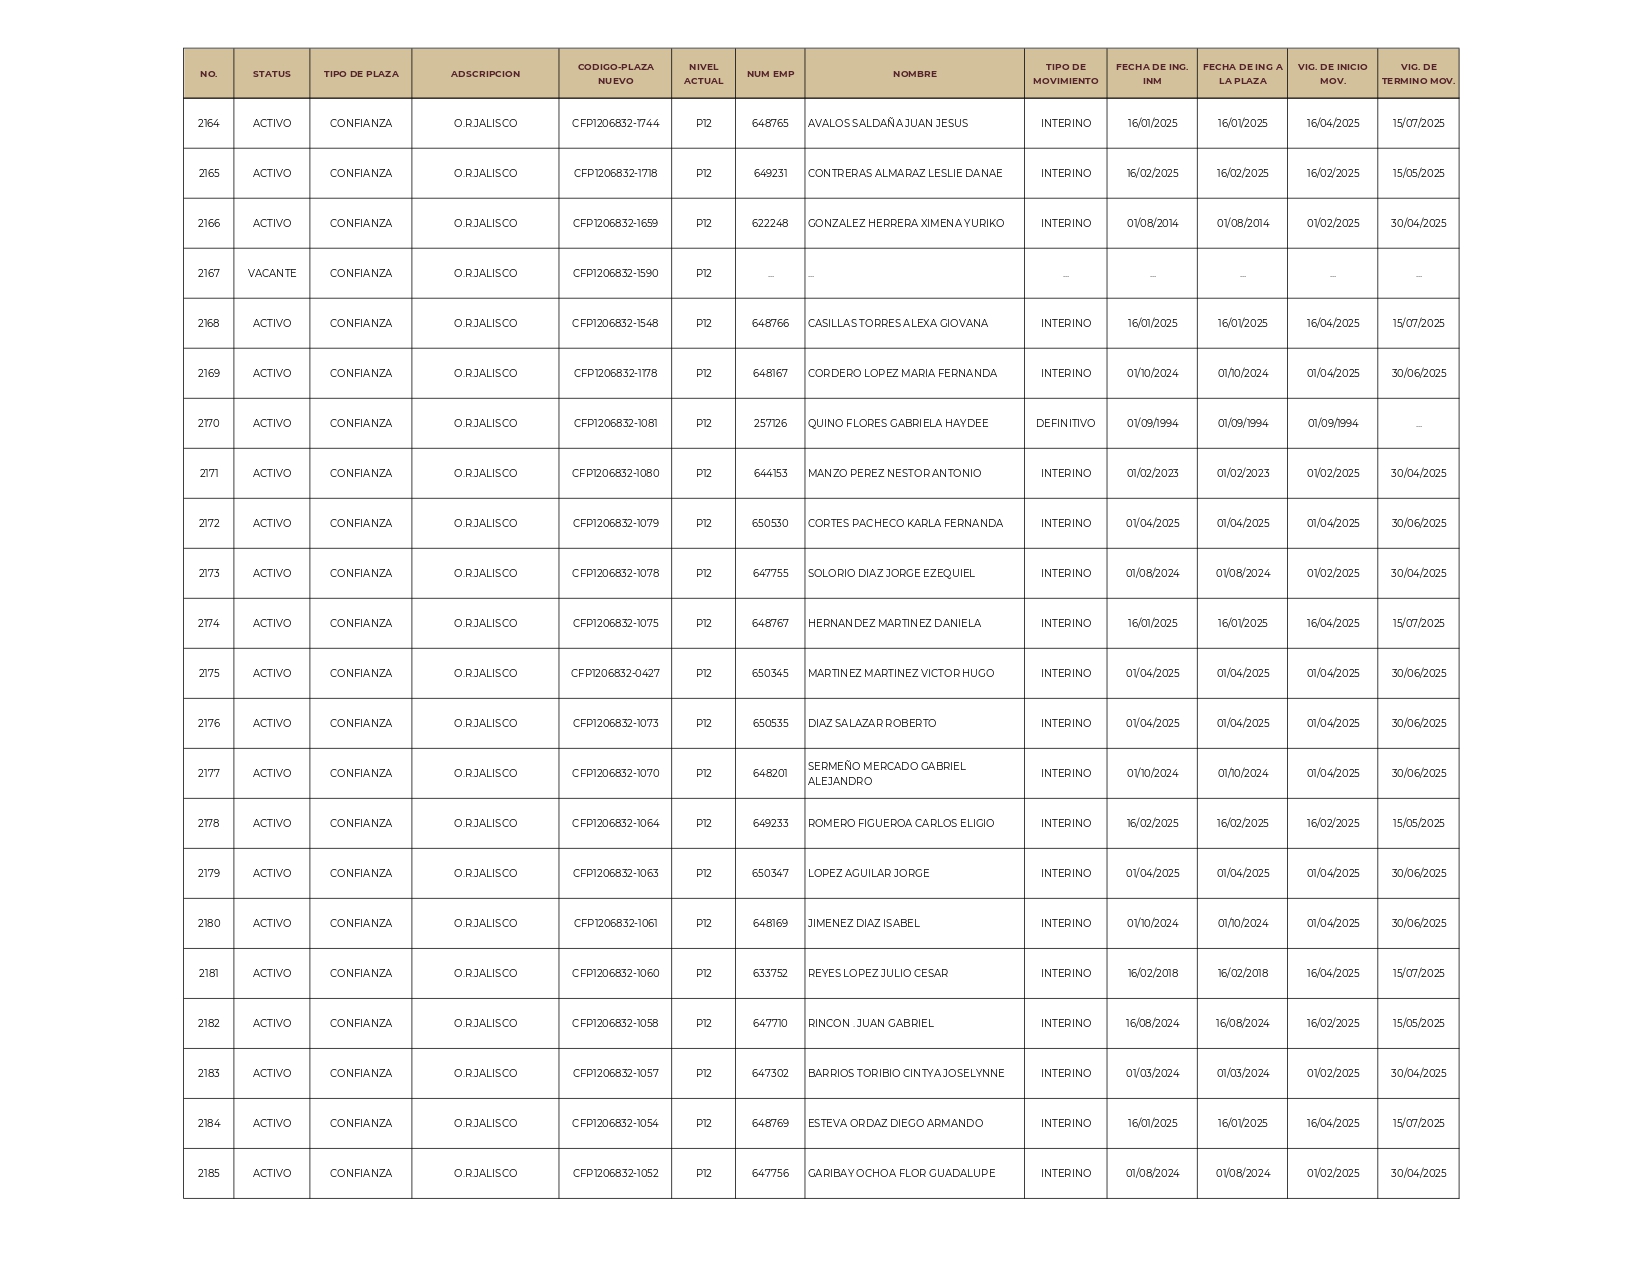 NO. STATUS TIPO DE PLAZA ADSCRIPCION CODIGO-PLAZA NUEVO NIVEL ACTUAL NUM EMP NOMBRE TIPO DE MOVIMIENTO FECHA DE ING. INM FECHA DE ING A LA PLAZA VIG. DE INICIO MOV. VIG. DE TERMINO MOV.
2164 ACTIVO CONFIANZA O.R.JALISCO CFP1206832-1744 P12 648765 AVALOS SALDAÑA JUAN JESUS INTERINO 16/01/2025 16/01/2025 16/04/2025 15/07/2025
2165 ACTIVO CONFIANZA O.R.JALISCO CFP1206832-1718 P12 649231 CONTRERAS ALMARAZ LESLIE DANAE INTERINO 16/02/2025 16/02/2025 16/02/2025 15/05/2025
2166 ACTIVO CONFIANZA O.R.JALISCO CFP1206832-1659 P12 622248 GONZALEZ HERRERA XIMENA YURIKO INTERINO 01/08/2014 01/08/2014 01/02/2025 30/04/2025
2167 VACANTE CONFIANZA O.R.JALISCO CFP1206832-1590 P12 ... ... ... ... ... ... ...
2168 ACTIVO CONFIANZA O.R.JALISCO CFP1206832-1548 P12 648766 CASILLAS TORRES ALEXA GIOVANA INTERINO 16/01/2025 16/01/2025 16/04/2025 15/07/2025
2169 ACTIVO CONFIANZA O.R.JALISCO CFP1206832-1178 P12 648167 CORDERO LOPEZ MARIA FERNANDA INTERINO 01/10/2024 01/10/2024 01/04/2025 30/06/2025
2170 ACTIVO CONFIANZA O.R.JALISCO CFP1206832-1081 P12 257126 QUINO FLORES GABRIELA HAYDEE DEFINITIVO 01/09/1994 01/09/1994 01/09/1994 ...
2171 ACTIVO CONFIANZA O.R.JALISCO CFP1206832-1080 P12 644153 MANZO PEREZ NESTOR ANTONIO INTERINO 01/02/2023 01/02/2023 01/02/2025 30/04/2025
2172 ACTIVO CONFIANZA O.R.JALISCO CFP1206832-1079 P12 650530 CORTES PACHECO KARLA FERNANDA INTERINO 01/04/2025 01/04/2025 01/04/2025 30/06/2025
2173 ACTIVO CONFIANZA O.R.JALISCO CFP1206832-1078 P12 647755 SOLORIO DIAZ JORGE EZEQUIEL INTERINO 01/08/2024 01/08/2024 01/02/2025 30/04/2025
2174 ACTIVO CONFIANZA O.R.JALISCO CFP1206832-1075 P12 648767 HERNANDEZ MARTINEZ DANIELA INTERINO 16/01/2025 16/01/2025 16/04/2025 15/07/2025
2175 ACTIVO CONFIANZA O.R.JALISCO CFP1206832-0427 P12 650345 MARTINEZ MARTINEZ VICTOR HUGO INTERINO 01/04/2025 01/04/2025 01/04/2025 30/06/2025
2176 ACTIVO CONFIANZA O.R.JALISCO CFP1206832-1073 P12 650535 DIAZ SALAZAR ROBERTO INTERINO 01/04/2025 01/04/2025 01/04/2025 30/06/2025
2177 ACTIVO CONFIANZA O.R.JALISCO CFP1206832-1070 P12 648201 SERMEÑO MERCADO GABRIEL ALEJANDRO INTERINO 01/10/2024 01/10/2024 01/04/2025 30/06/2025
2178 ACTIVO CONFIANZA O.R.JALISCO CFP1206832-1064 P12 649233 ROMERO FIGUEROA CARLOS ELIGIO INTERINO 16/02/2025 16/02/2025 16/02/2025 15/05/2025
2179 ACTIVO CONFIANZA O.R.JALISCO CFP1206832-1063 P12 650347 LOPEZ AGUILAR JORGE INTERINO 01/04/2025 01/04/2025 01/04/2025 30/06/2025
2180 ACTIVO CONFIANZA O.R.JALISCO CFP1206832-1061 P12 648169 JIMENEZ DIAZ ISABEL INTERINO 01/10/2024 01/10/2024 01/04/2025 30/06/2025
2181 ACTIVO CONFIANZA O.R.JALISCO CFP1206832-1060 P12 633752 REYES LOPEZ JULIO CESAR INTERINO 16/02/2018 16/02/2018 16/04/2025 15/07/2025
2182 ACTIVO CONFIANZA O.R.JALISCO CFP1206832-1058 P12 647710 RINCON . JUAN GABRIEL INTERINO 16/08/2024 16/08/2024 16/02/2025 15/05/2025
2183 ACTIVO CONFIANZA O.R.JALISCO CFP1206832-1057 P12 647302 BARRIOS TORIBIO CINTYA JOSELYNNE INTERINO 01/03/2024 01/03/2024 01/02/2025 30/04/2025
2184 ACTIVO CONFIANZA O.R.JALISCO CFP1206832-1054 P12 648769 ESTEVA ORDAZ DIEGO ARMANDO INTERINO 16/01/2025 16/01/2025 16/04/2025 15/07/2025
2185 ACTIVO CONFIANZA O.R.JALISCO CFP1206832-1052 P12 647756 GARIBAY OCHOA FLOR GUADALUPE INTERINO 01/08/2024 01/08/2024 01/02/2025 30/04/2025